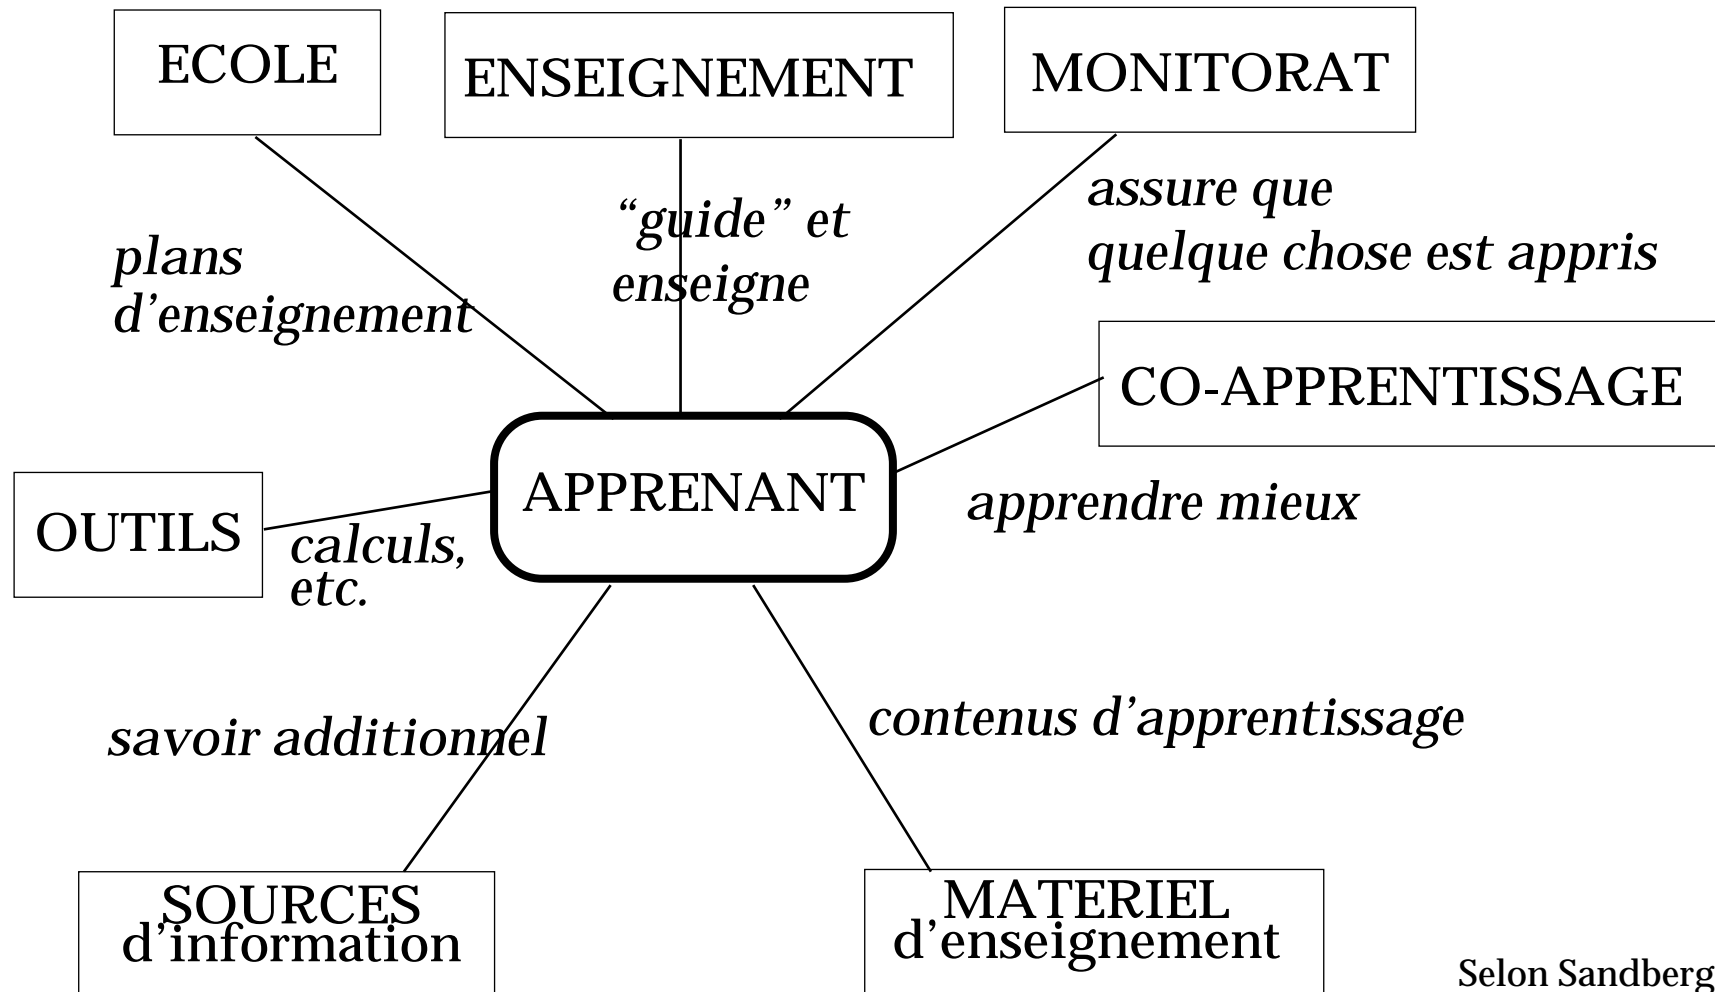 ECOLE
ENSEIGNEMENT
MONITORAT
plans
d’enseignement
“guide” et
enseigne
assure que
quelque chose est appris
CO-APPRENTISSAGE
APPRENANT
apprendre mieux
OUTILS
calculs,
etc.
savoir additionnel
contenus d’apprentissage
SOURCES
d’information
MATERIEL
d’enseignement
Selon Sandberg